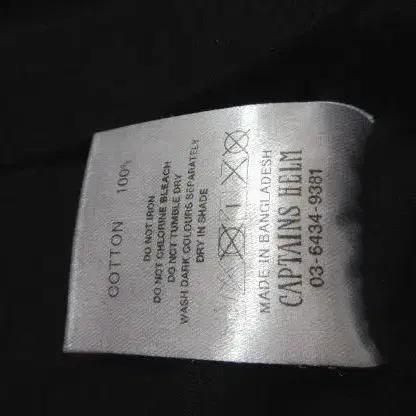 COTTON 100%
DO NOT IRON
DO NOT CHLORINE BLEACH
DO NOT TUMBLE DRY
WASH DARK COLOURS SEPARATELY
DRY IN SHADE
MADE IN BANGLADESH
CAPTAINS HELM
03-6434-9381